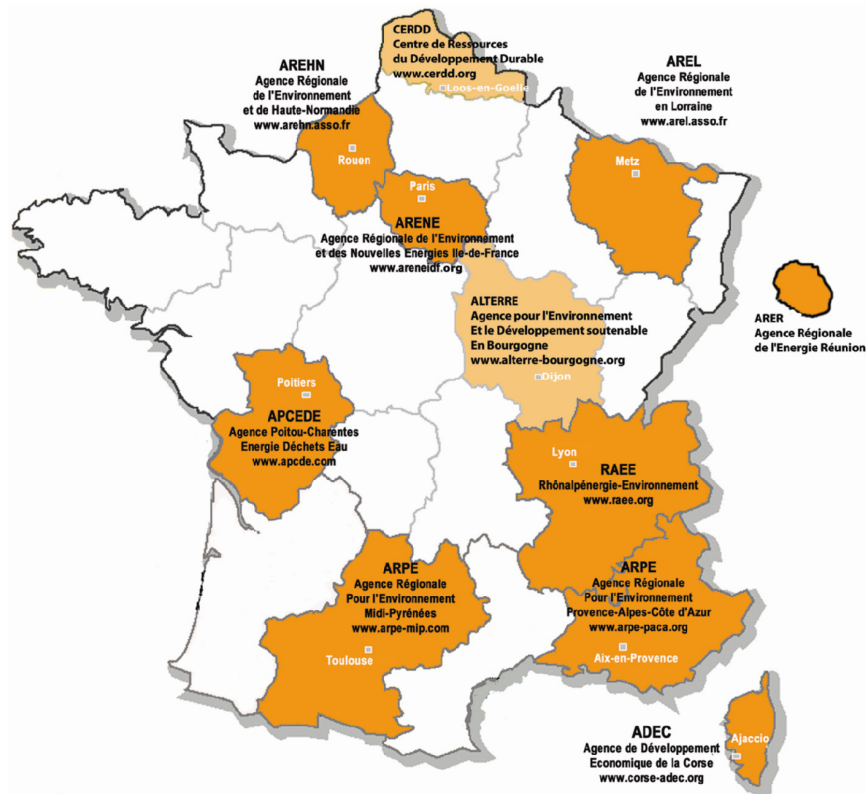 CERDD
Centre de Ressources
du Développement Durable
www.cerdd.org
Loos-en-Goelle
AREHN
Agence Régionale
de l'Environnement
et de Haute-Normandie
www.arehn.asso.fr
Rouen
AREL
Agence Régionale
de l'Environnement
en Lorraine
www.arel.asso.fr
Metz
Paris
ARENE
Agence Régionale de l'Environnement
et des Nouvelles Energies Ile-de-France
www.areneidf.org
ALTERRE
Agence pour l'Environnement
Et le Développement soutenable
En Bourgogne
www.alterre-bourgogne.org
Dijon
ARER
Agence Régionale
de l'Energie Réunion
Poitiers
APCEDE
Agence Poitou-Charentes
Energie Déchets Eau
www.apcde.com
Lyon
RAEE
Rhônalpénergie-Environnement
www.raee.org
ARPE
Agence Régionale
Pour l'Environnement
Midi-Pyrénées
www.arpe-mip.com
Toulouse
ARPE
Agence Régionale
Pour l'Environnement
Provence-Alpes-Côte d'Azur
www.arpe-paca.org
Aix-en-Provence
ADEC
Agence de Développement
Economique de la Corse
www.corse-adec.org
Ajaccio